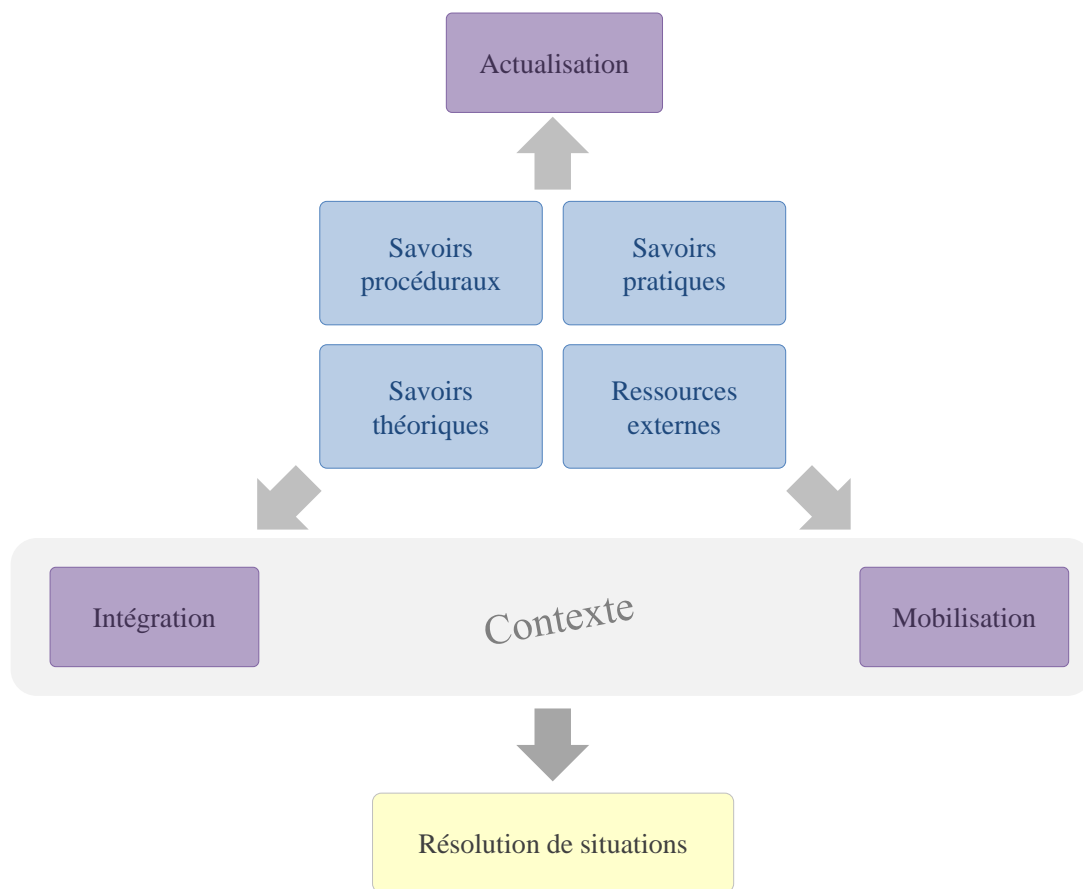 Actualisation
Savoirs
procéduraux
Savoirs
pratiques
Savoirs
théoriques
Ressources
externes
Intégration
Contexte
Mobilisation
Résolution de situations